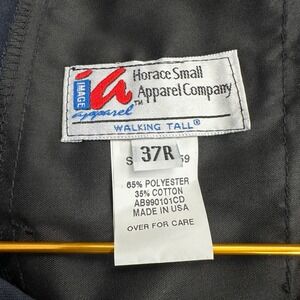 IMAGE
ia
apparel
Horace Small
Apparel Company™
WALKING TALL®
37R
65% POLYESTER
35% COTTON
AB990101CD
MADE IN USA
OVER FOR CARE